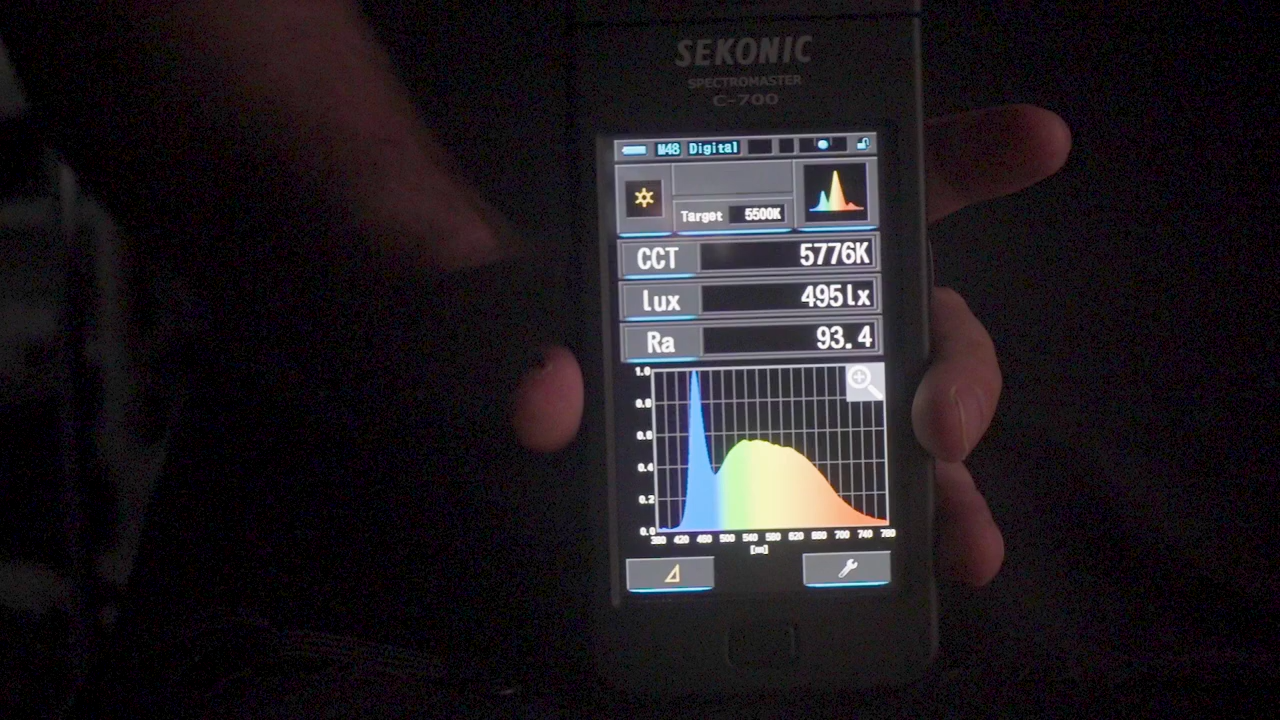 SEKONIC
SPECTROMASTER
C-700
M48 Digital
Target 5500K
CCT 5776K
lux 495lx
Ra 93.4
1.0
0.8
0.6
0.4
0.2
0.0
380 420 460 500 540 580 620 660 700 740 780
[nm]